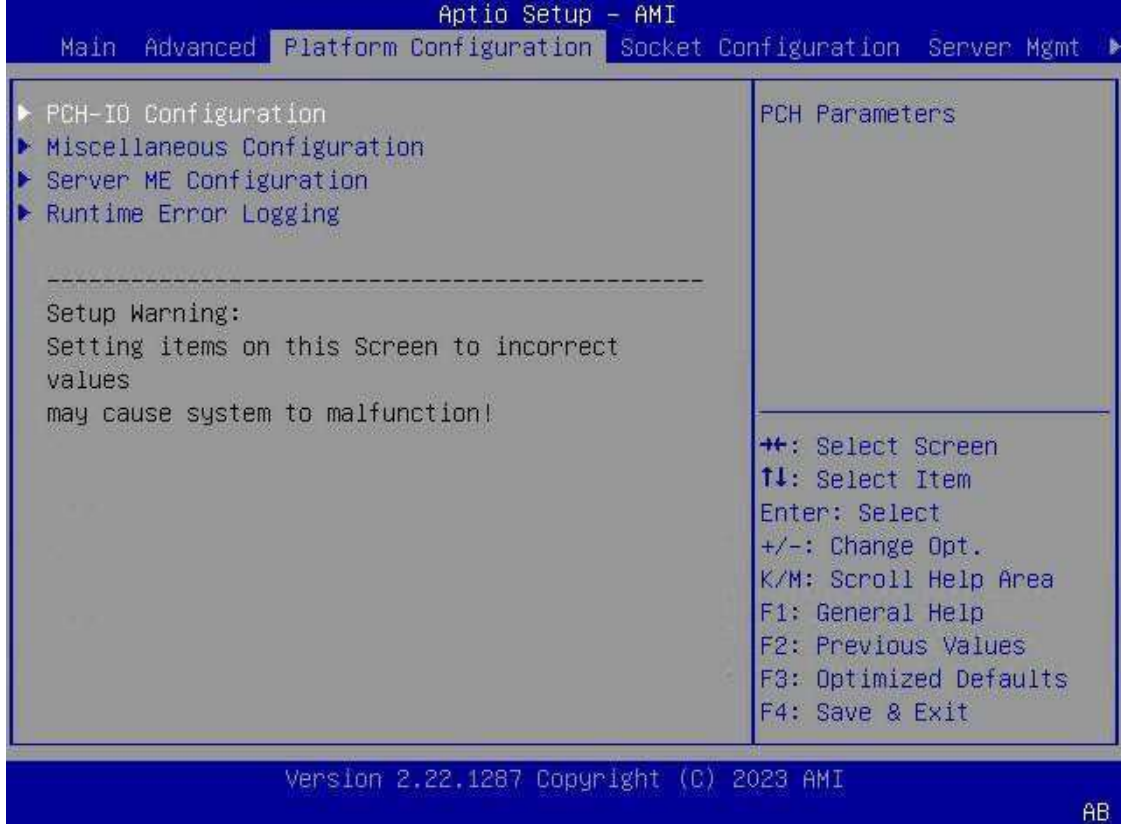 Aptio Setup – AMI
Main Advanced Platform Configuration Socket Configuration Server Mgmt ▶
▶ PCH-IO Configuration
▶ Miscellaneous Configuration
▶ Server ME Configuration
▶ Runtime Error Logging
-----------------------------------------------
Setup Warning:
Setting items on this Screen to incorrect
values
may cause system to malfunction!
PCH Parameters
→←: Select Screen
↑↓: Select Item
Enter: Select
+/-: Change Opt.
K/M: Scroll Help Area
F1: General Help
F2: Previous Values
F3: Optimized Defaults
F4: Save & Exit
Version 2.22.1287 Copyright (C) 2023 AMI
AB